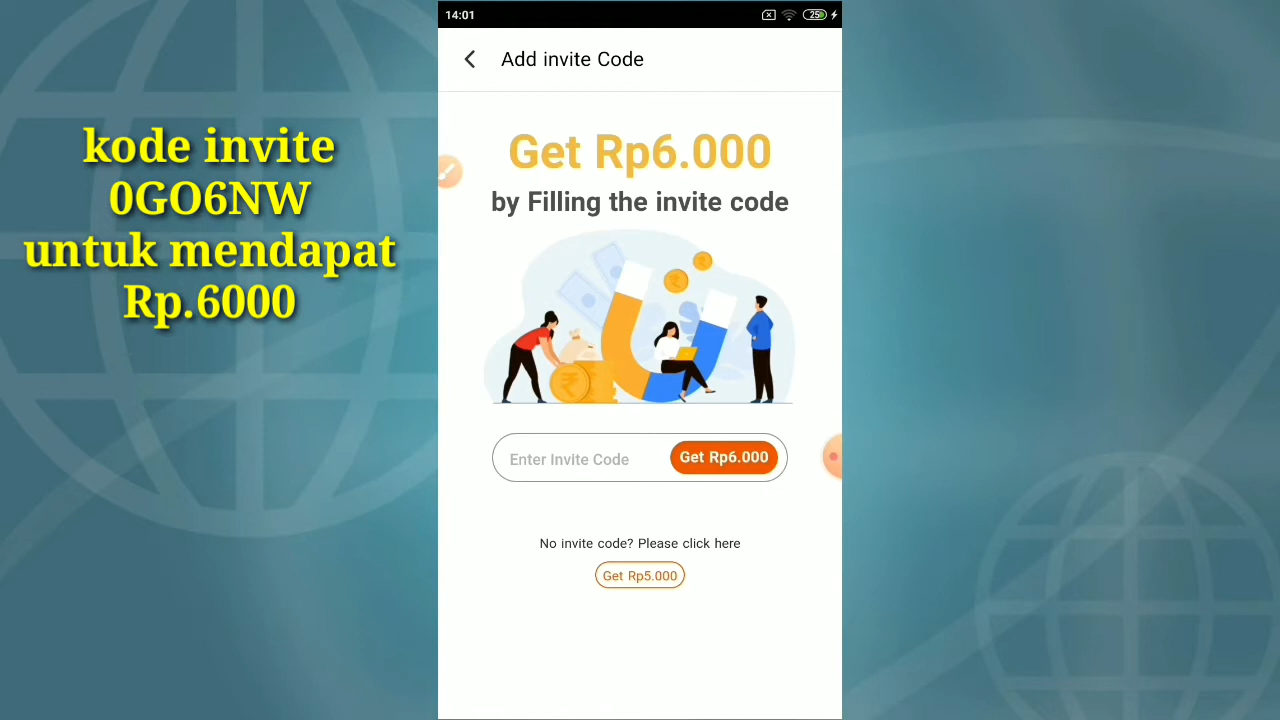 14:01
25
Add invite Code
kode invite
0GO6NW
untuk mendapat
Rp.6000
Get Rp6.000
by Filling the invite code
Enter Invite Code
Get Rp6.000
No invite code? Please click here
Get Rp5.000